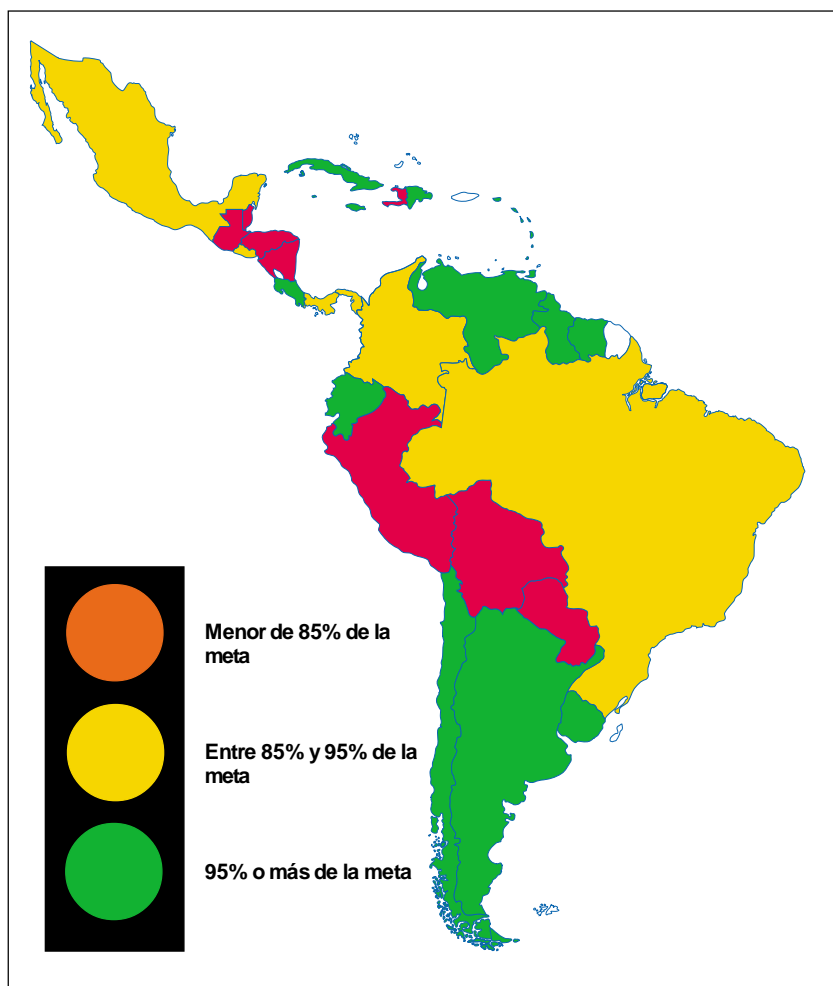 Menor de 85% de la
meta
Entre 85% y 95% de la
meta
95% o más de la meta